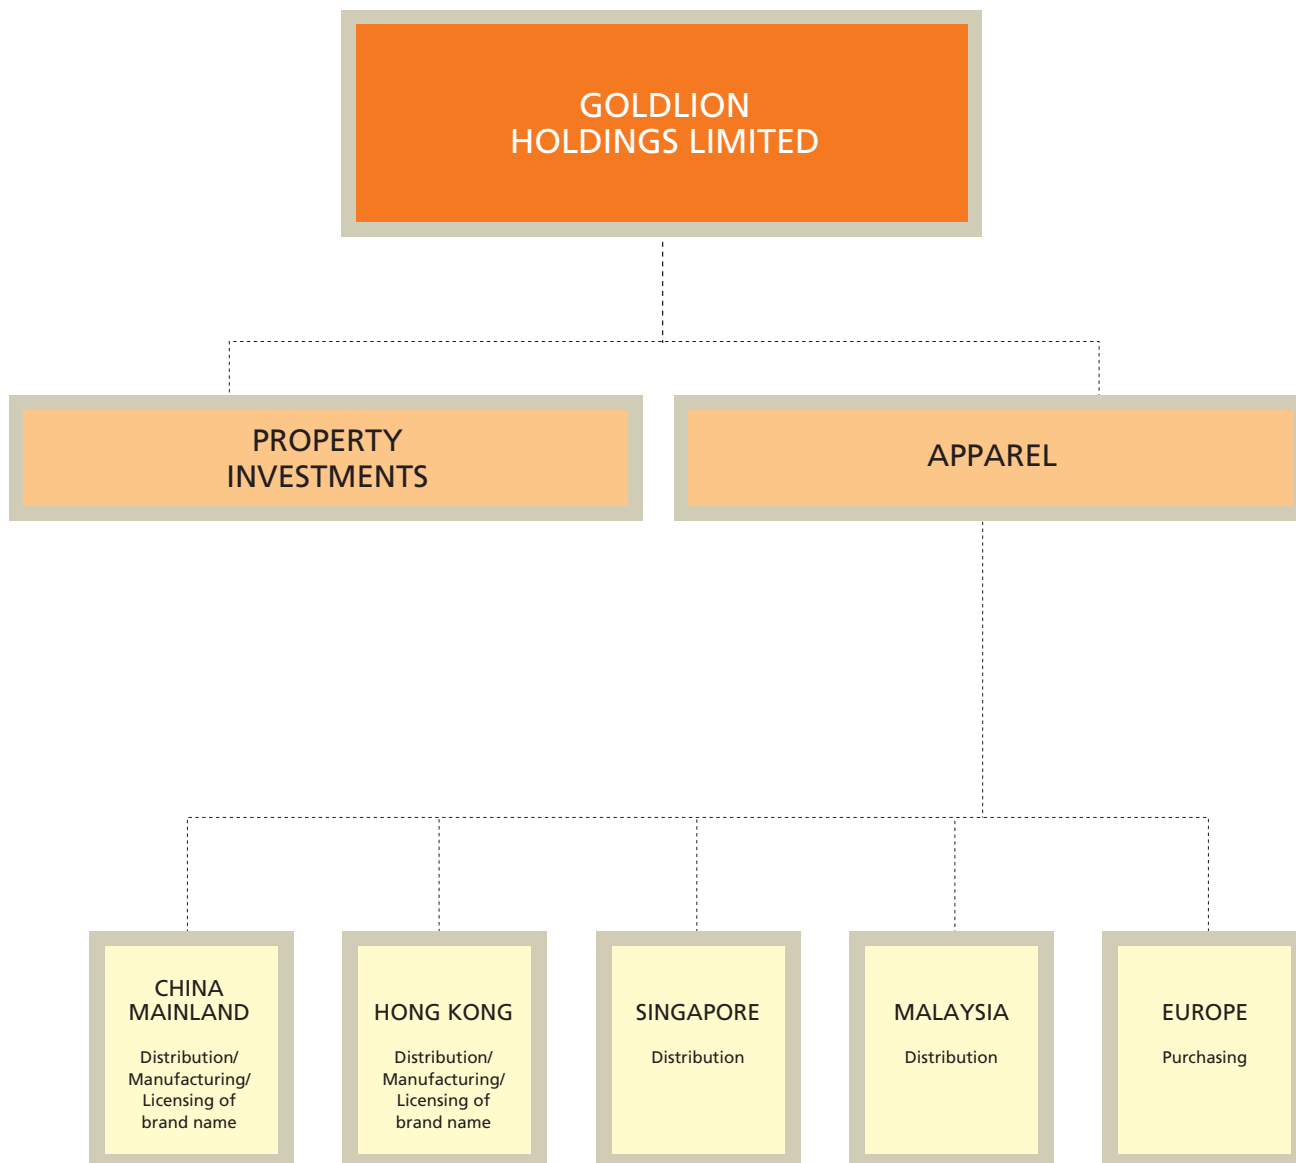 GOLDLION
HOLDINGS LIMITED
PROPERTY
INVESTMENTS
APPAREL
CHINA
MAINLAND
Distribution/
Manufacturing/
Licensing of
brand name
HONG KONG
Distribution/
Manufacturing/
Licensing of
brand name
SINGAPORE
Distribution
MALAYSIA
Distribution
EUROPE
Purchasing